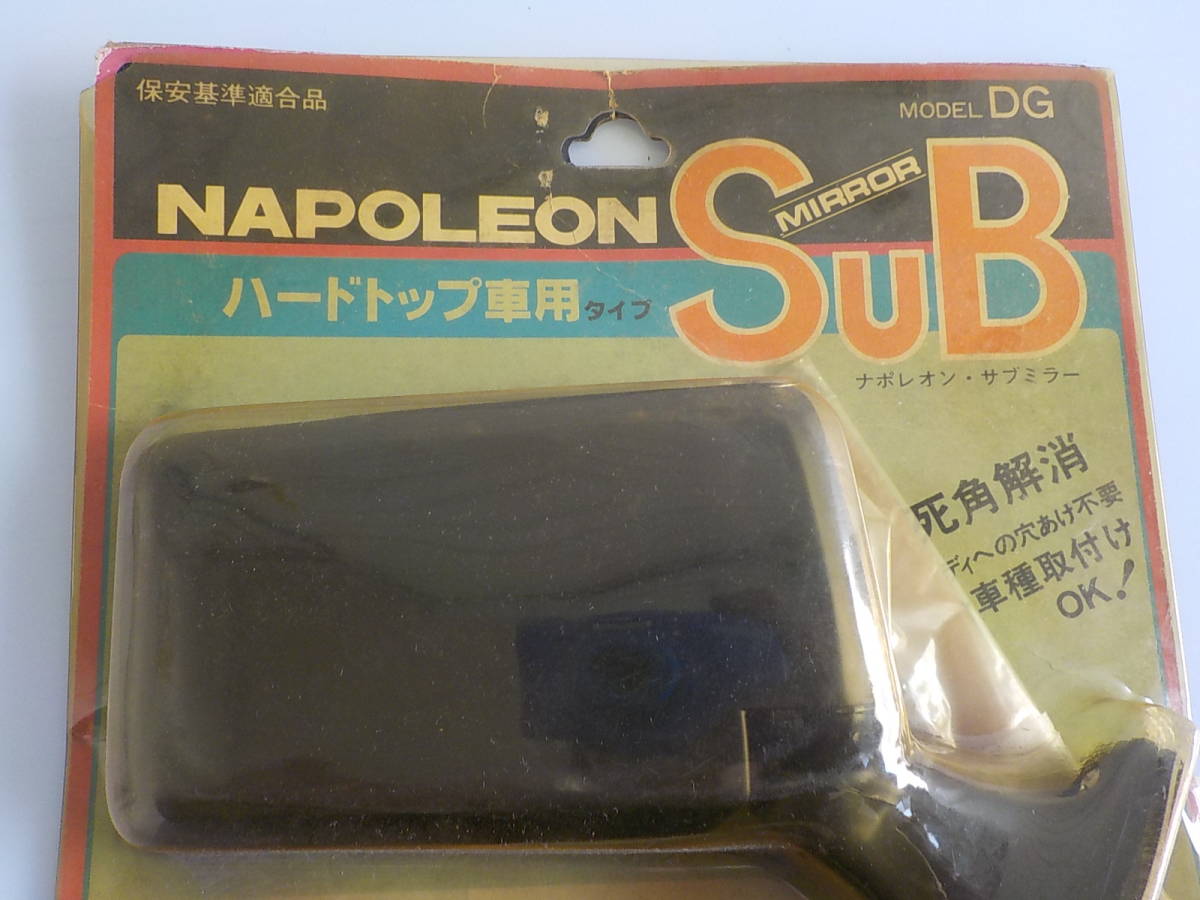 保安基準適合品
MODEL DG
NAPOLEON SuB MIRROR
ハードトップ車用タイプ
ナポレオン・サブミラー
死角解消
ディへの穴あけ不要
車種取付け
OK!